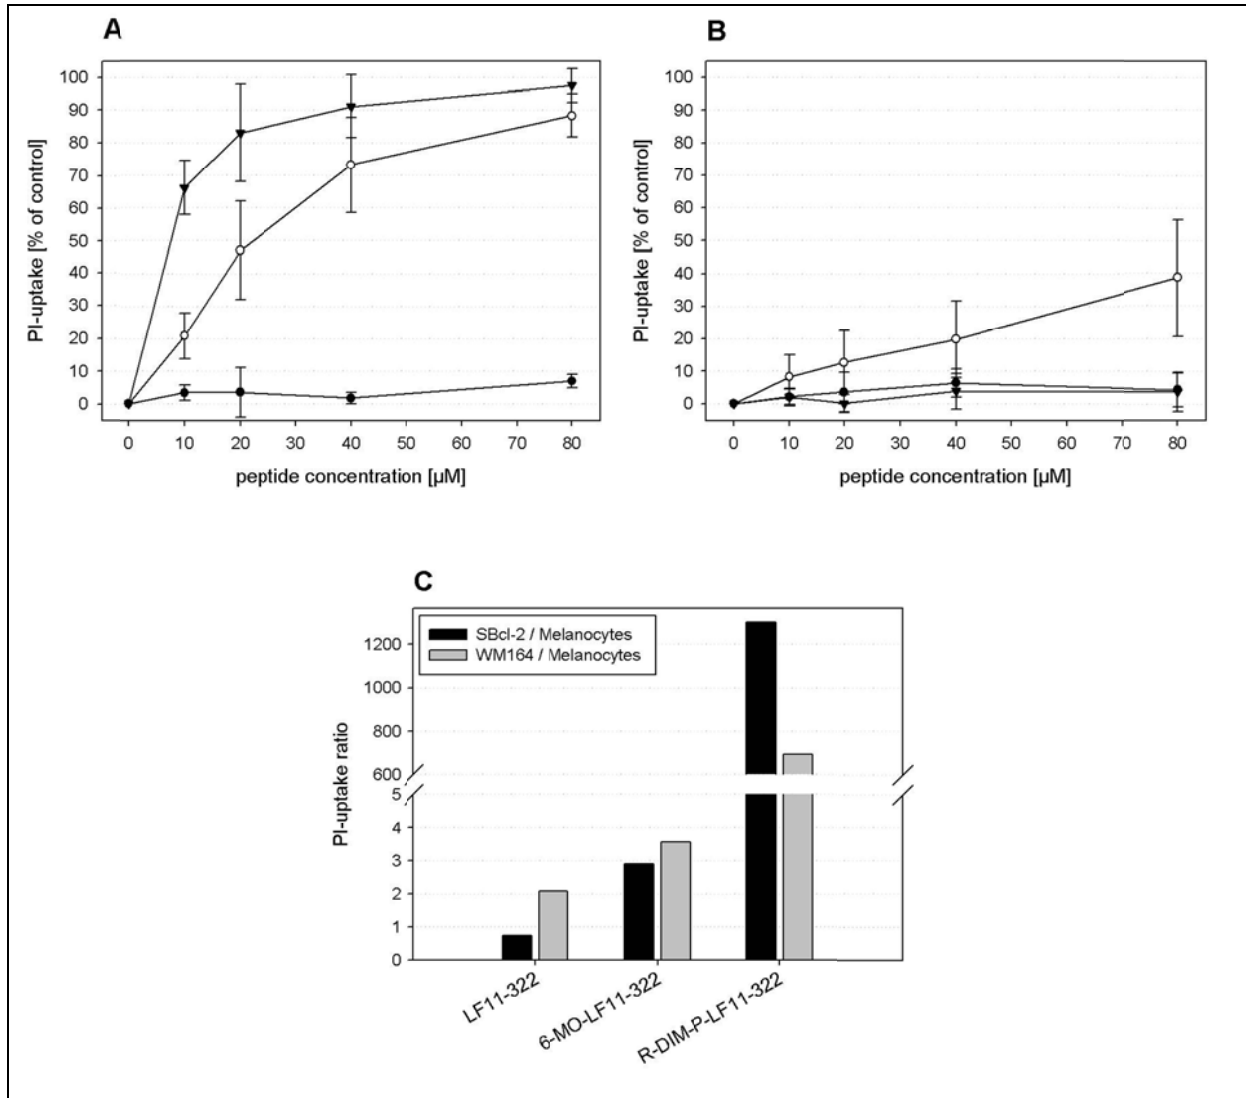 A
PI-uptake [% of control]
100
90
80
70
60
50
40
30
20
10
0
0 10 20 30 40 50 60 70 80
peptide concentration [µM]
B
PI-uptake [% of control]
100
90
80
70
60
50
40
30
20
10
0
0 10 20 30 40 50 60 70 80
peptide concentration [µM]
C
SBcl-2 / Melanocytes
WM164 / Melanocytes
PI-uptake ratio
1200
1000
800
600
5
4
3
2
1
0
LF11-322
6-MO-LF11-322
R-DIM-P-LF11-322